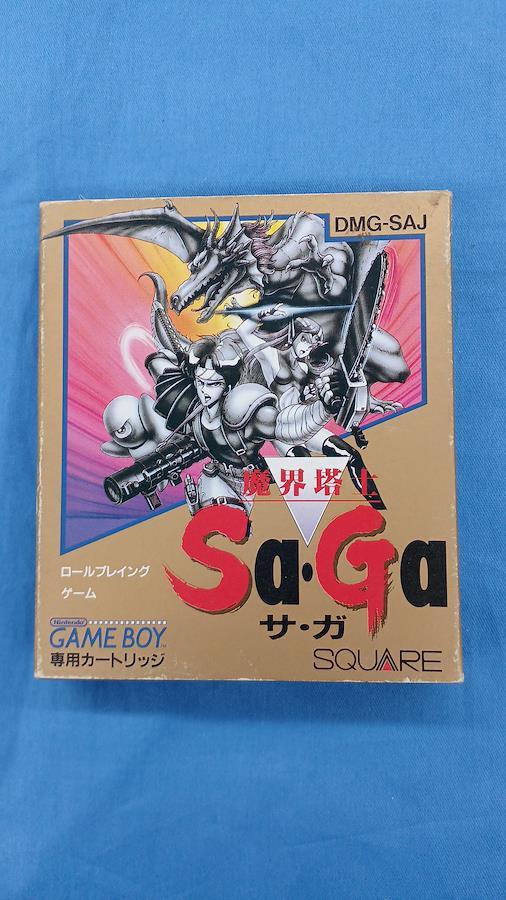 DMG-SAJ
魔界塔士
Sa・Ga
サ・ガ
ロールプレイング
ゲーム
Nintendo
GAME BOY™
専用カートリッジ
SQUARE